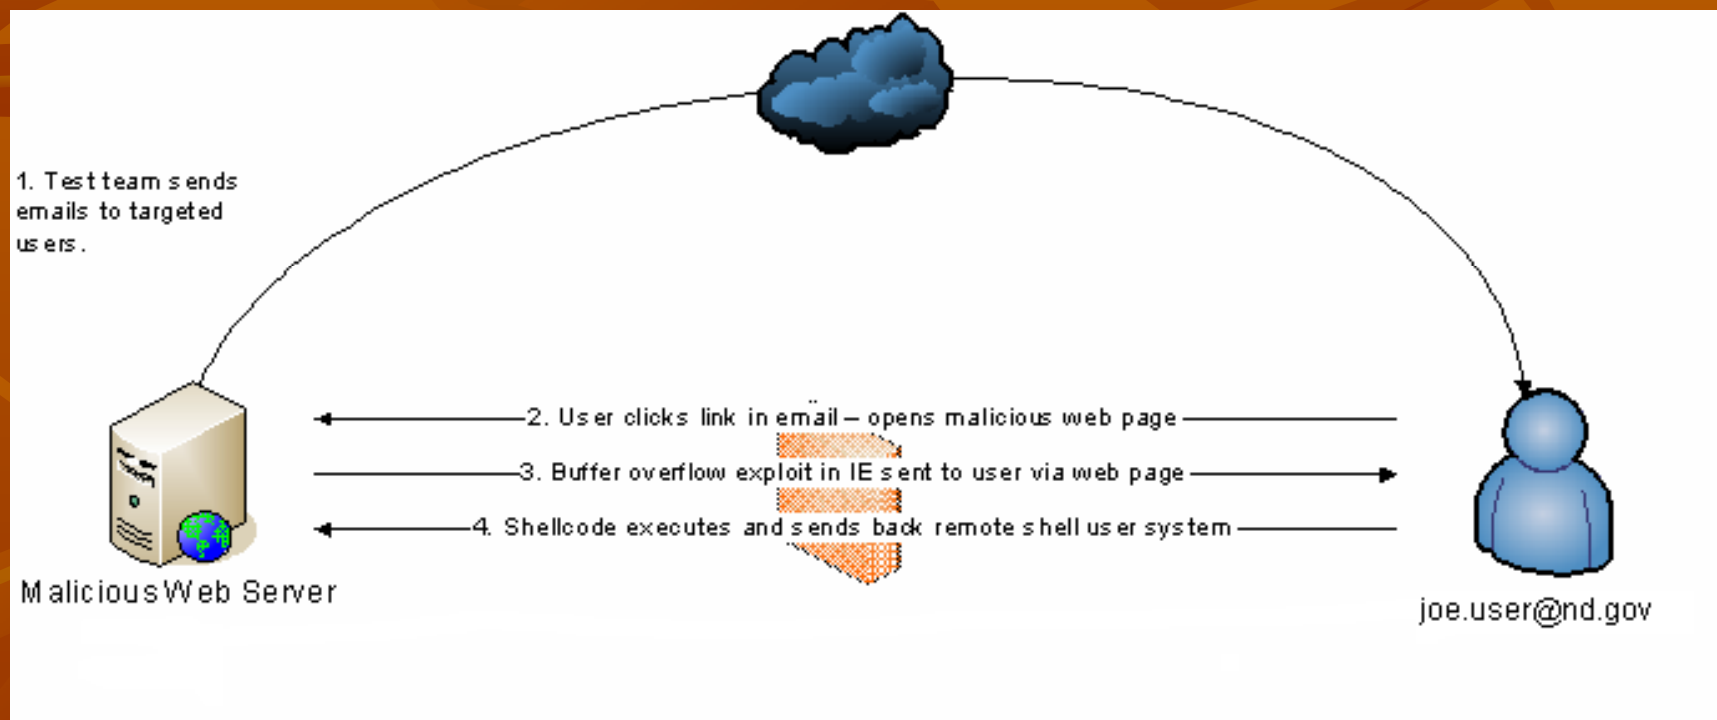 1. Test team sends
emails to targeted
users.
2. User clicks link in email – opens malicious web page
3. Buffer overflow exploit in IE sent to user via web page
4. Shellcode executes and sends back remote shell user system
Malicious Web Server
joe.user@nd.gov